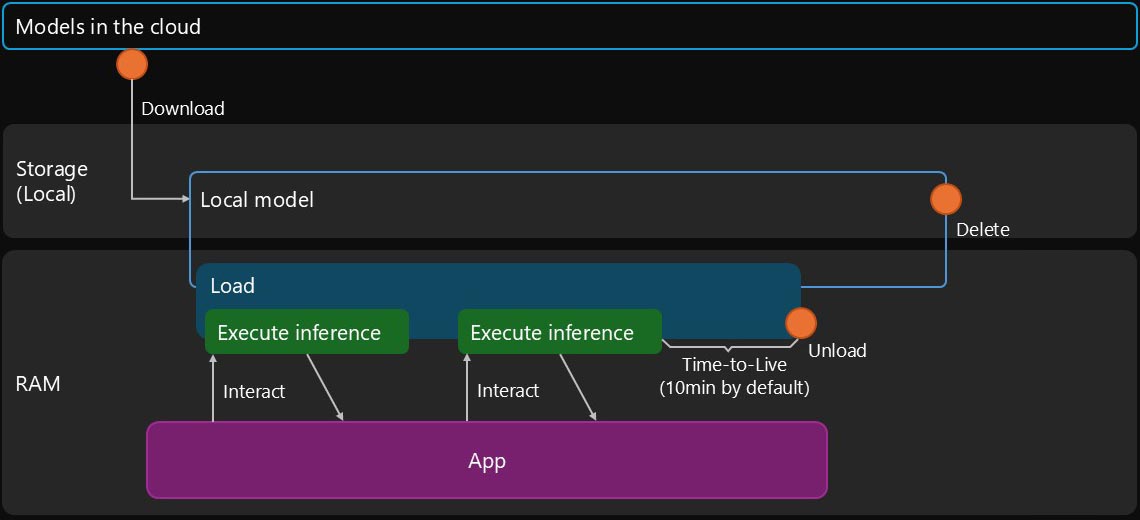 Models in the cloud
Download
Storage
(Local)
Local model
Delete
Load
Execute inference
Execute inference
Unload
Time-to-Live
(10min by default)
RAM
Interact
Interact
App